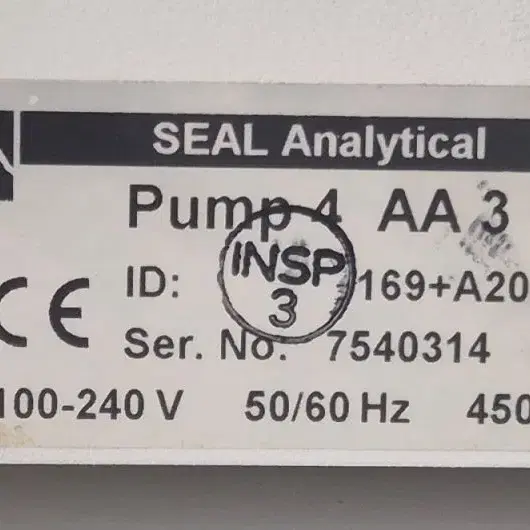 SEAL Analytical
Pump 4 AA 3
INSP
3
ID: 169+A20
CE
Ser. No. 7540314
100-240 V 50/60 Hz 450